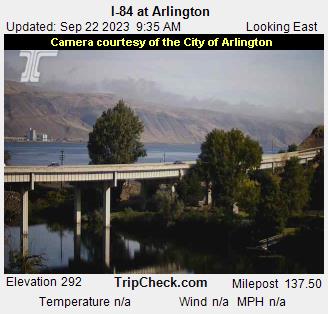 I-84 at Arlington
Updated: Sep 22 2023 9:35 AM Looking East
Camera courtesy of the City of Arlington
Elevation 292 TripCheck.com Milepost 137.50
Temperature n/a Wind n/a MPH n/a